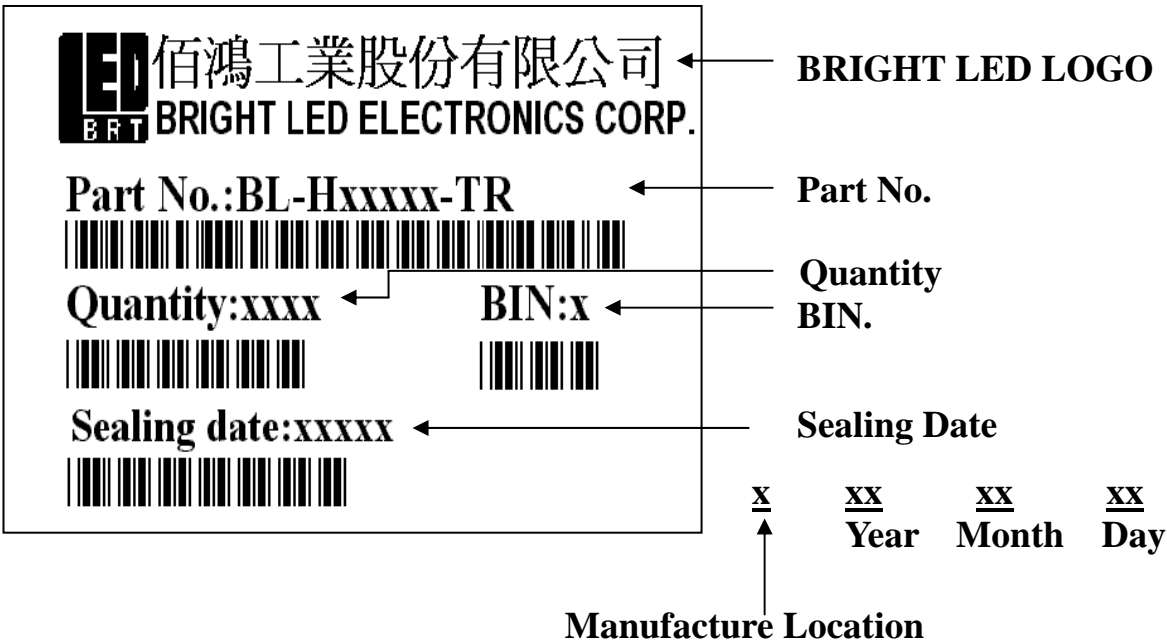 LED
BRT
佰鴻工業股份有限公司
BRIGHT LED ELECTRONICS CORP.
BRIGHT LED LOGO
Part No.:BL-Hxxxxx-TR
Part No.
Quantity:xxxx
BIN:x
Quantity
BIN.
Sealing date:xxxxx
Sealing Date
x xx xx xx
Year Month Day
Manufacture Location